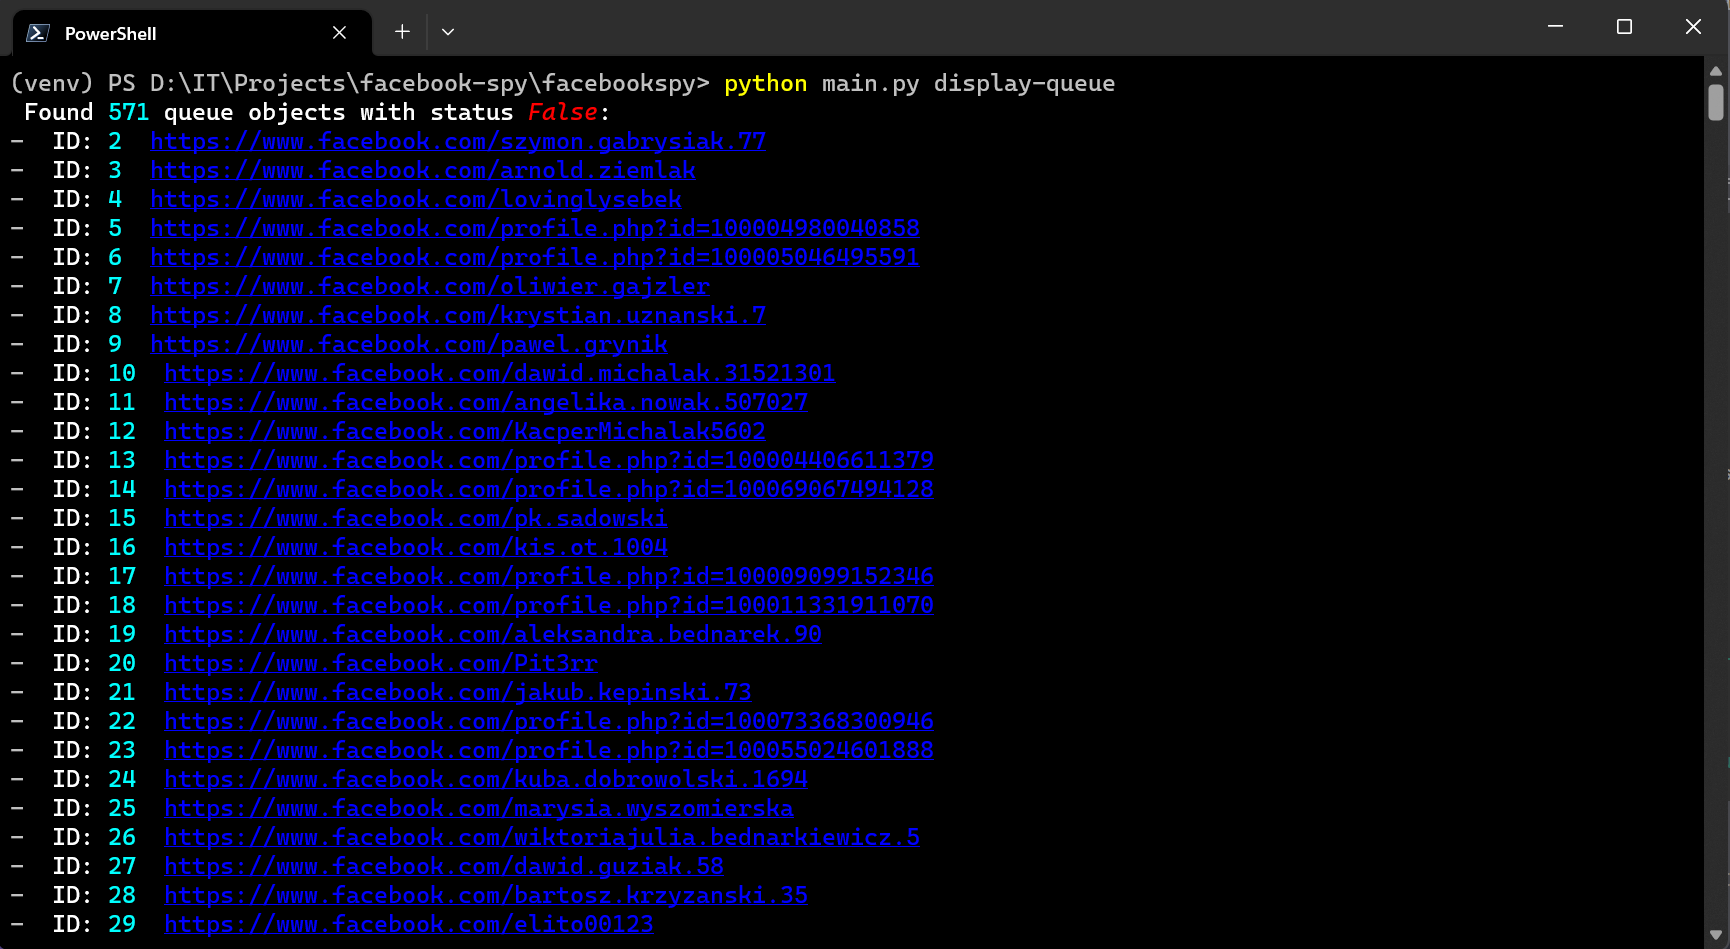 PowerShell
(venv) PS D:\IT\Projects\facebook-spy\facebookspy> python main.py display-queue
Found 571 queue objects with status False:
- ID: 2 https://www.facebook.com/szymon.gabrysiak.77
- ID: 3 https://www.facebook.com/arnold.ziemlak
- ID: 4 https://www.facebook.com/lovinglysebek
- ID: 5 https://www.facebook.com/profile.php?id=100004980040858
- ID: 6 https://www.facebook.com/profile.php?id=100005046495591
- ID: 7 https://www.facebook.com/oliwier.gajzler
- ID: 8 https://www.facebook.com/krystian.uznanski.7
- ID: 9 https://www.facebook.com/pawel.grynik
- ID: 10 https://www.facebook.com/dawid.michalak.31521301
- ID: 11 https://www.facebook.com/angelika.nowak.507027
- ID: 12 https://www.facebook.com/KacperMichalak5602
- ID: 13 https://www.facebook.com/profile.php?id=100004406611379
- ID: 14 https://www.facebook.com/profile.php?id=100069067494128
- ID: 15 https://www.facebook.com/pk.sadowski
- ID: 16 https://www.facebook.com/kis.ot.1004
- ID: 17 https://www.facebook.com/profile.php?id=100009099152346
- ID: 18 https://www.facebook.com/profile.php?id=100011331911070
- ID: 19 https://www.facebook.com/aleksandra.bednarek.90
- ID: 20 https://www.facebook.com/Pit3rr
- ID: 21 https://www.facebook.com/jakub.kepinski.73
- ID: 22 https://www.facebook.com/profile.php?id=100073368300946
- ID: 23 https://www.facebook.com/profile.php?id=100055024601888
- ID: 24 https://www.facebook.com/kuba.dobrowolski.1694
- ID: 25 https://www.facebook.com/marysia.wyszomierska
- ID: 26 https://www.facebook.com/wiktoriajulia.bednarkiewicz.5
- ID: 27 https://www.facebook.com/dawid.guziak.58
- ID: 28 https://www.facebook.com/bartosz.krzyzanski.35
- ID: 29 https://www.facebook.com/elito00123